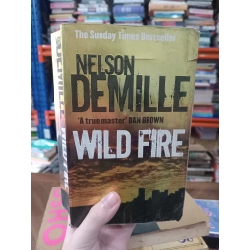 The Sunday Times Bestseller
NELSON
DEMILLE
'A true master' DAN BROWN
WILD FIRE
DEMILLE WILD FIRE